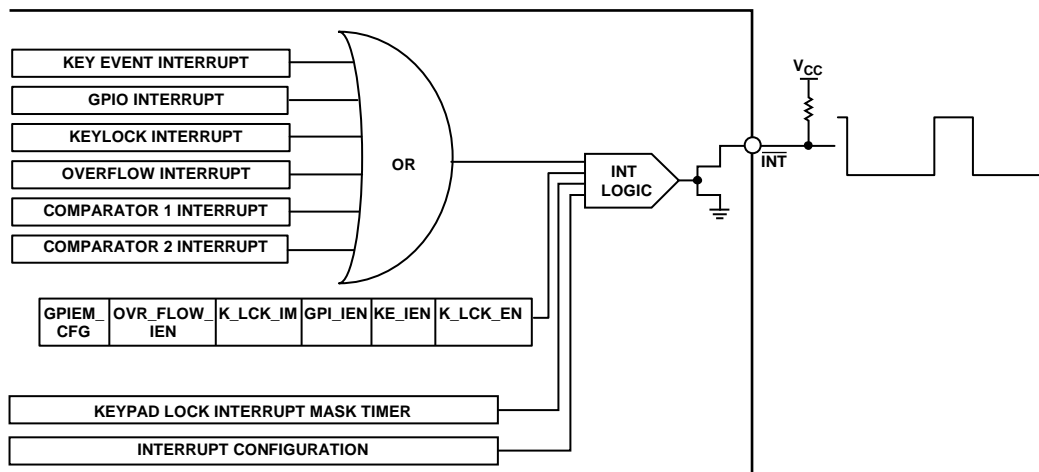 KEY EVENT INTERRUPT
GPIO INTERRUPT
KEYLOCK INTERRUPT
OVERFLOW INTERRUPT
COMPARATOR 1 INTERRUPT
COMPARATOR 2 INTERRUPT
OR
INT
LOGIC
VCC
INT
GPIEM_
CFG
OVR_FLOW_
IEN
K_LCK_IM
GPI_IEN
KE_IEN
K_LCK_EN
KEYPAD LOCK INTERRUPT MASK TIMER
INTERRUPT CONFIGURATION